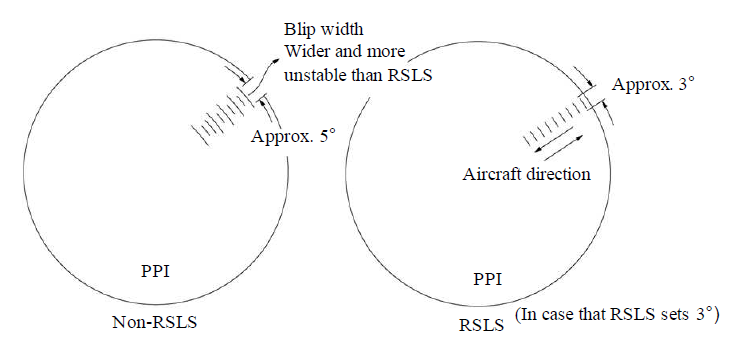 Blip width
Wider and more
unstable than RSLS
Approx. 5°
PPI
Non-RSLS
Approx. 3°
Aircraft direction
PPI
RSLS
(In case that RSLS sets 3°)